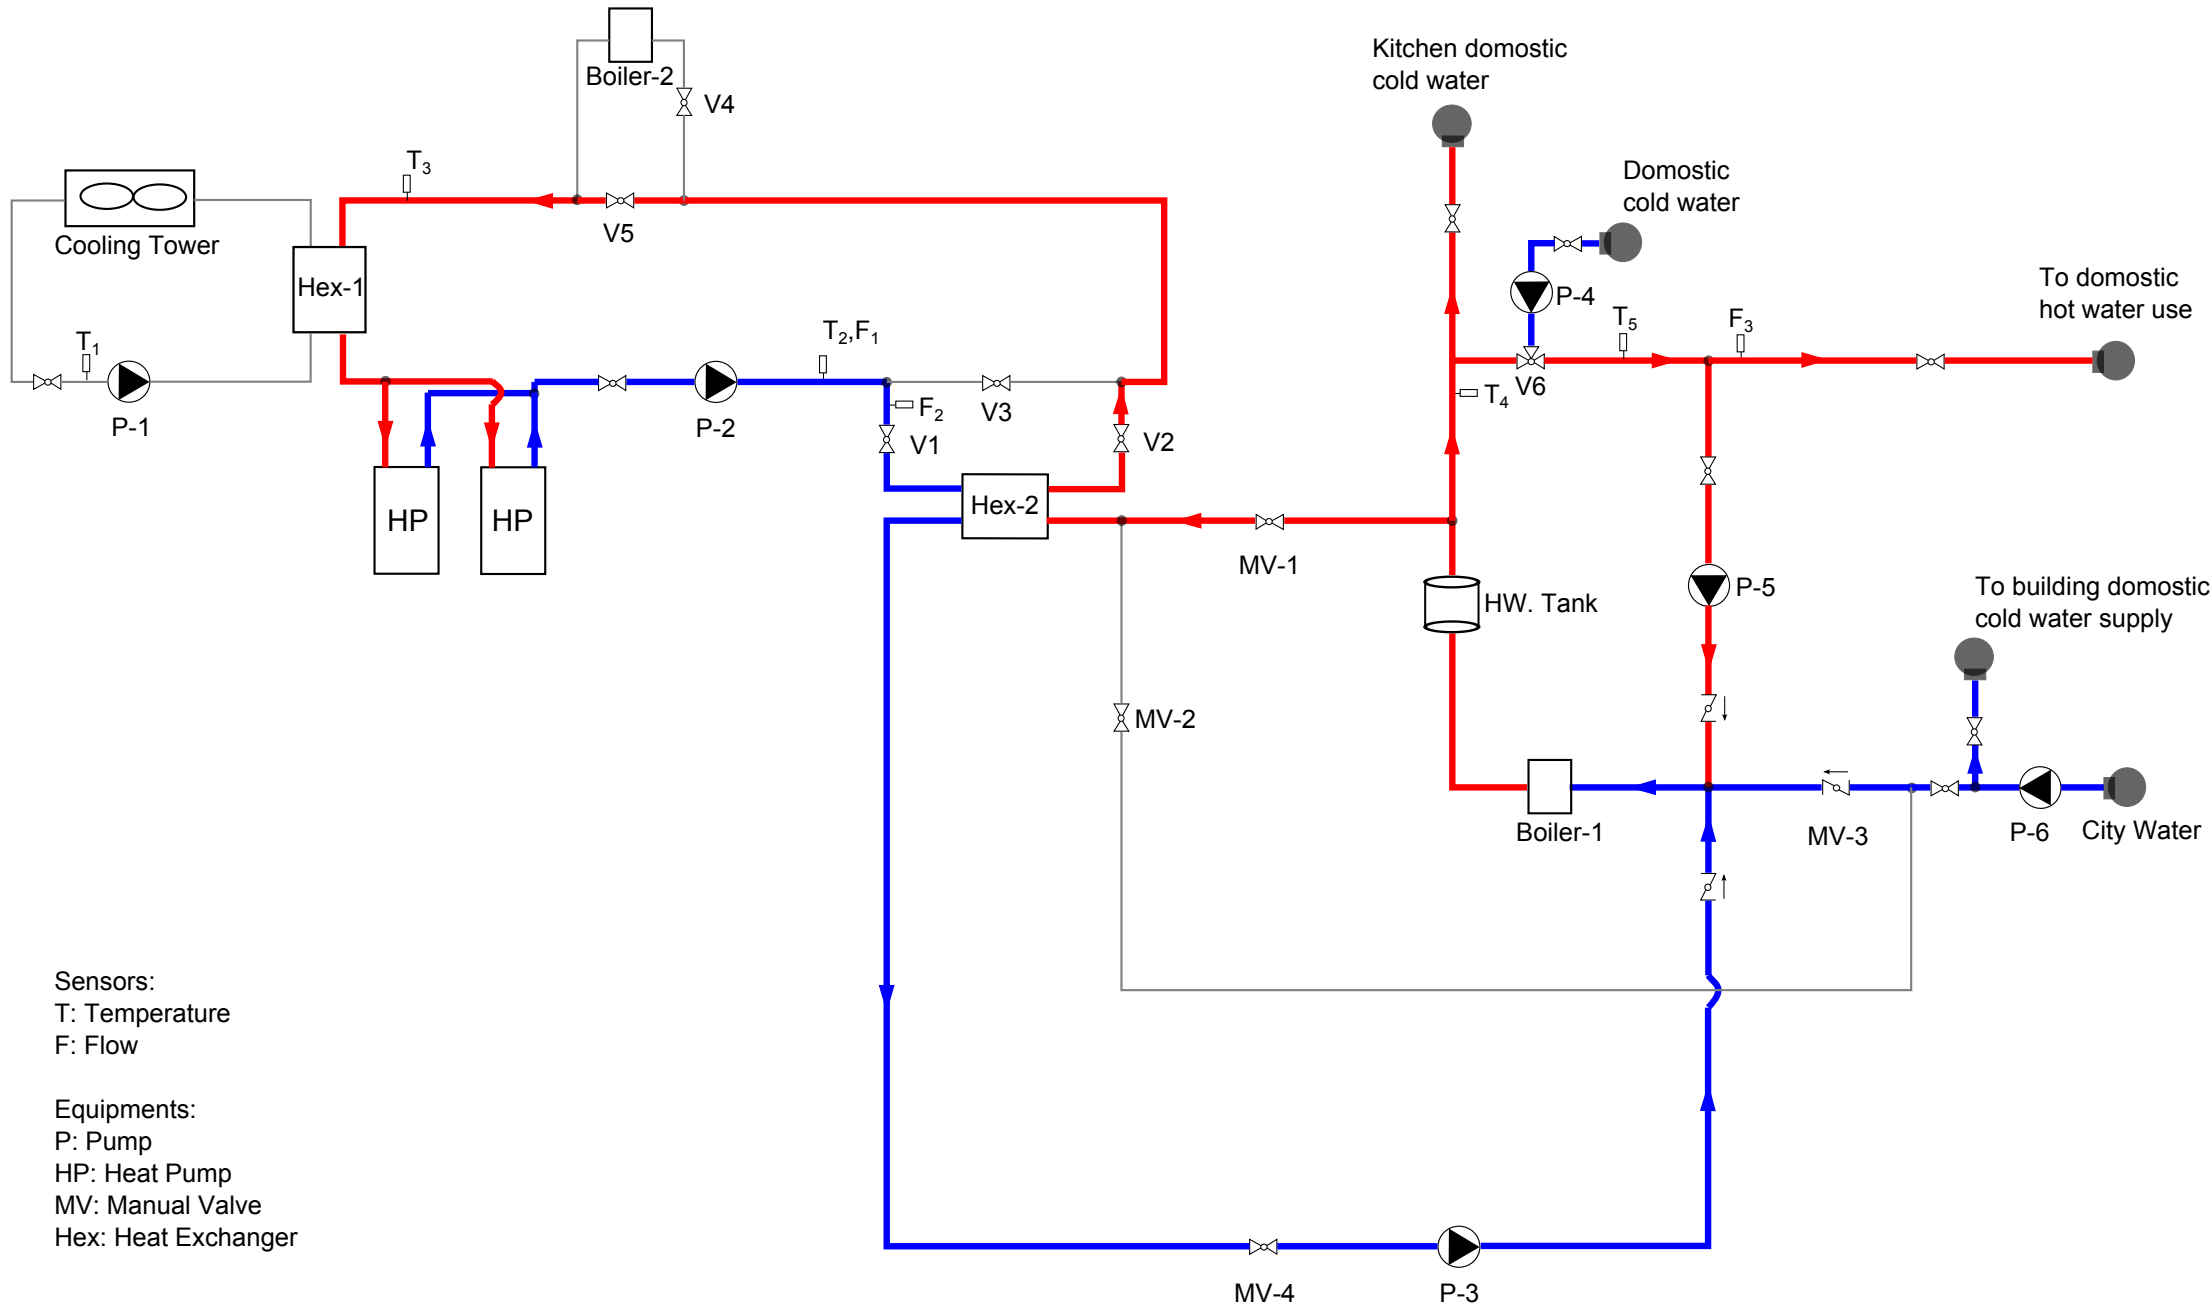 Boiler-2
V4
Kitchen domostic
cold water
T3
V5
Cooling Tower
Hex-1
Domostic
cold water
P-4
To domostic
hot water use
T1
P-1
T2,F1
P-2
F2
V1
V3
V2
T4
V6
T5
F3
HP
HP
Hex-2
MV-1
HW. Tank
P-5
To building domostic
cold water supply
MV-2
Boiler-1
MV-3
P-6
City Water
Sensors:
T: Temperature
F: Flow
Equipments:
P: Pump
HP: Heat Pump
MV: Manual Valve
Hex: Heat Exchanger
MV-4
P-3